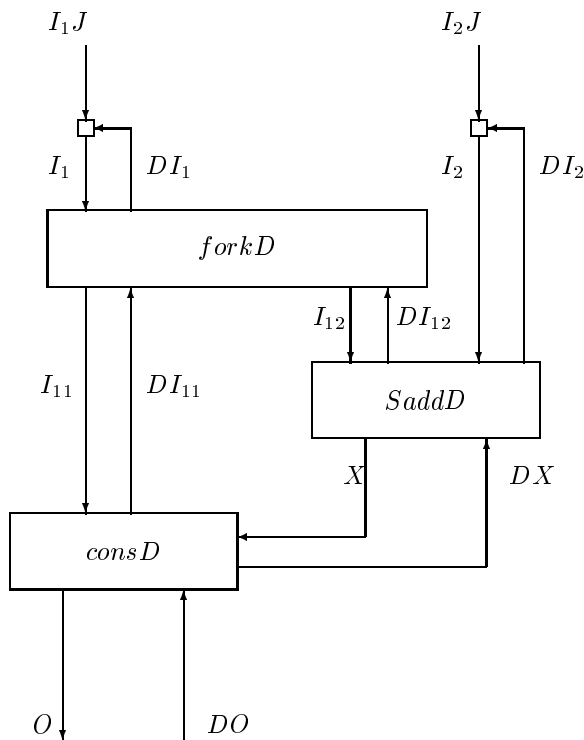 I₁J I₂J
I₁ DI₁ I₂ DI₂
forkD
I₁₂ DI₁₂
I₁₁ DI₁₁ SaddD
X DX
consD
O DO